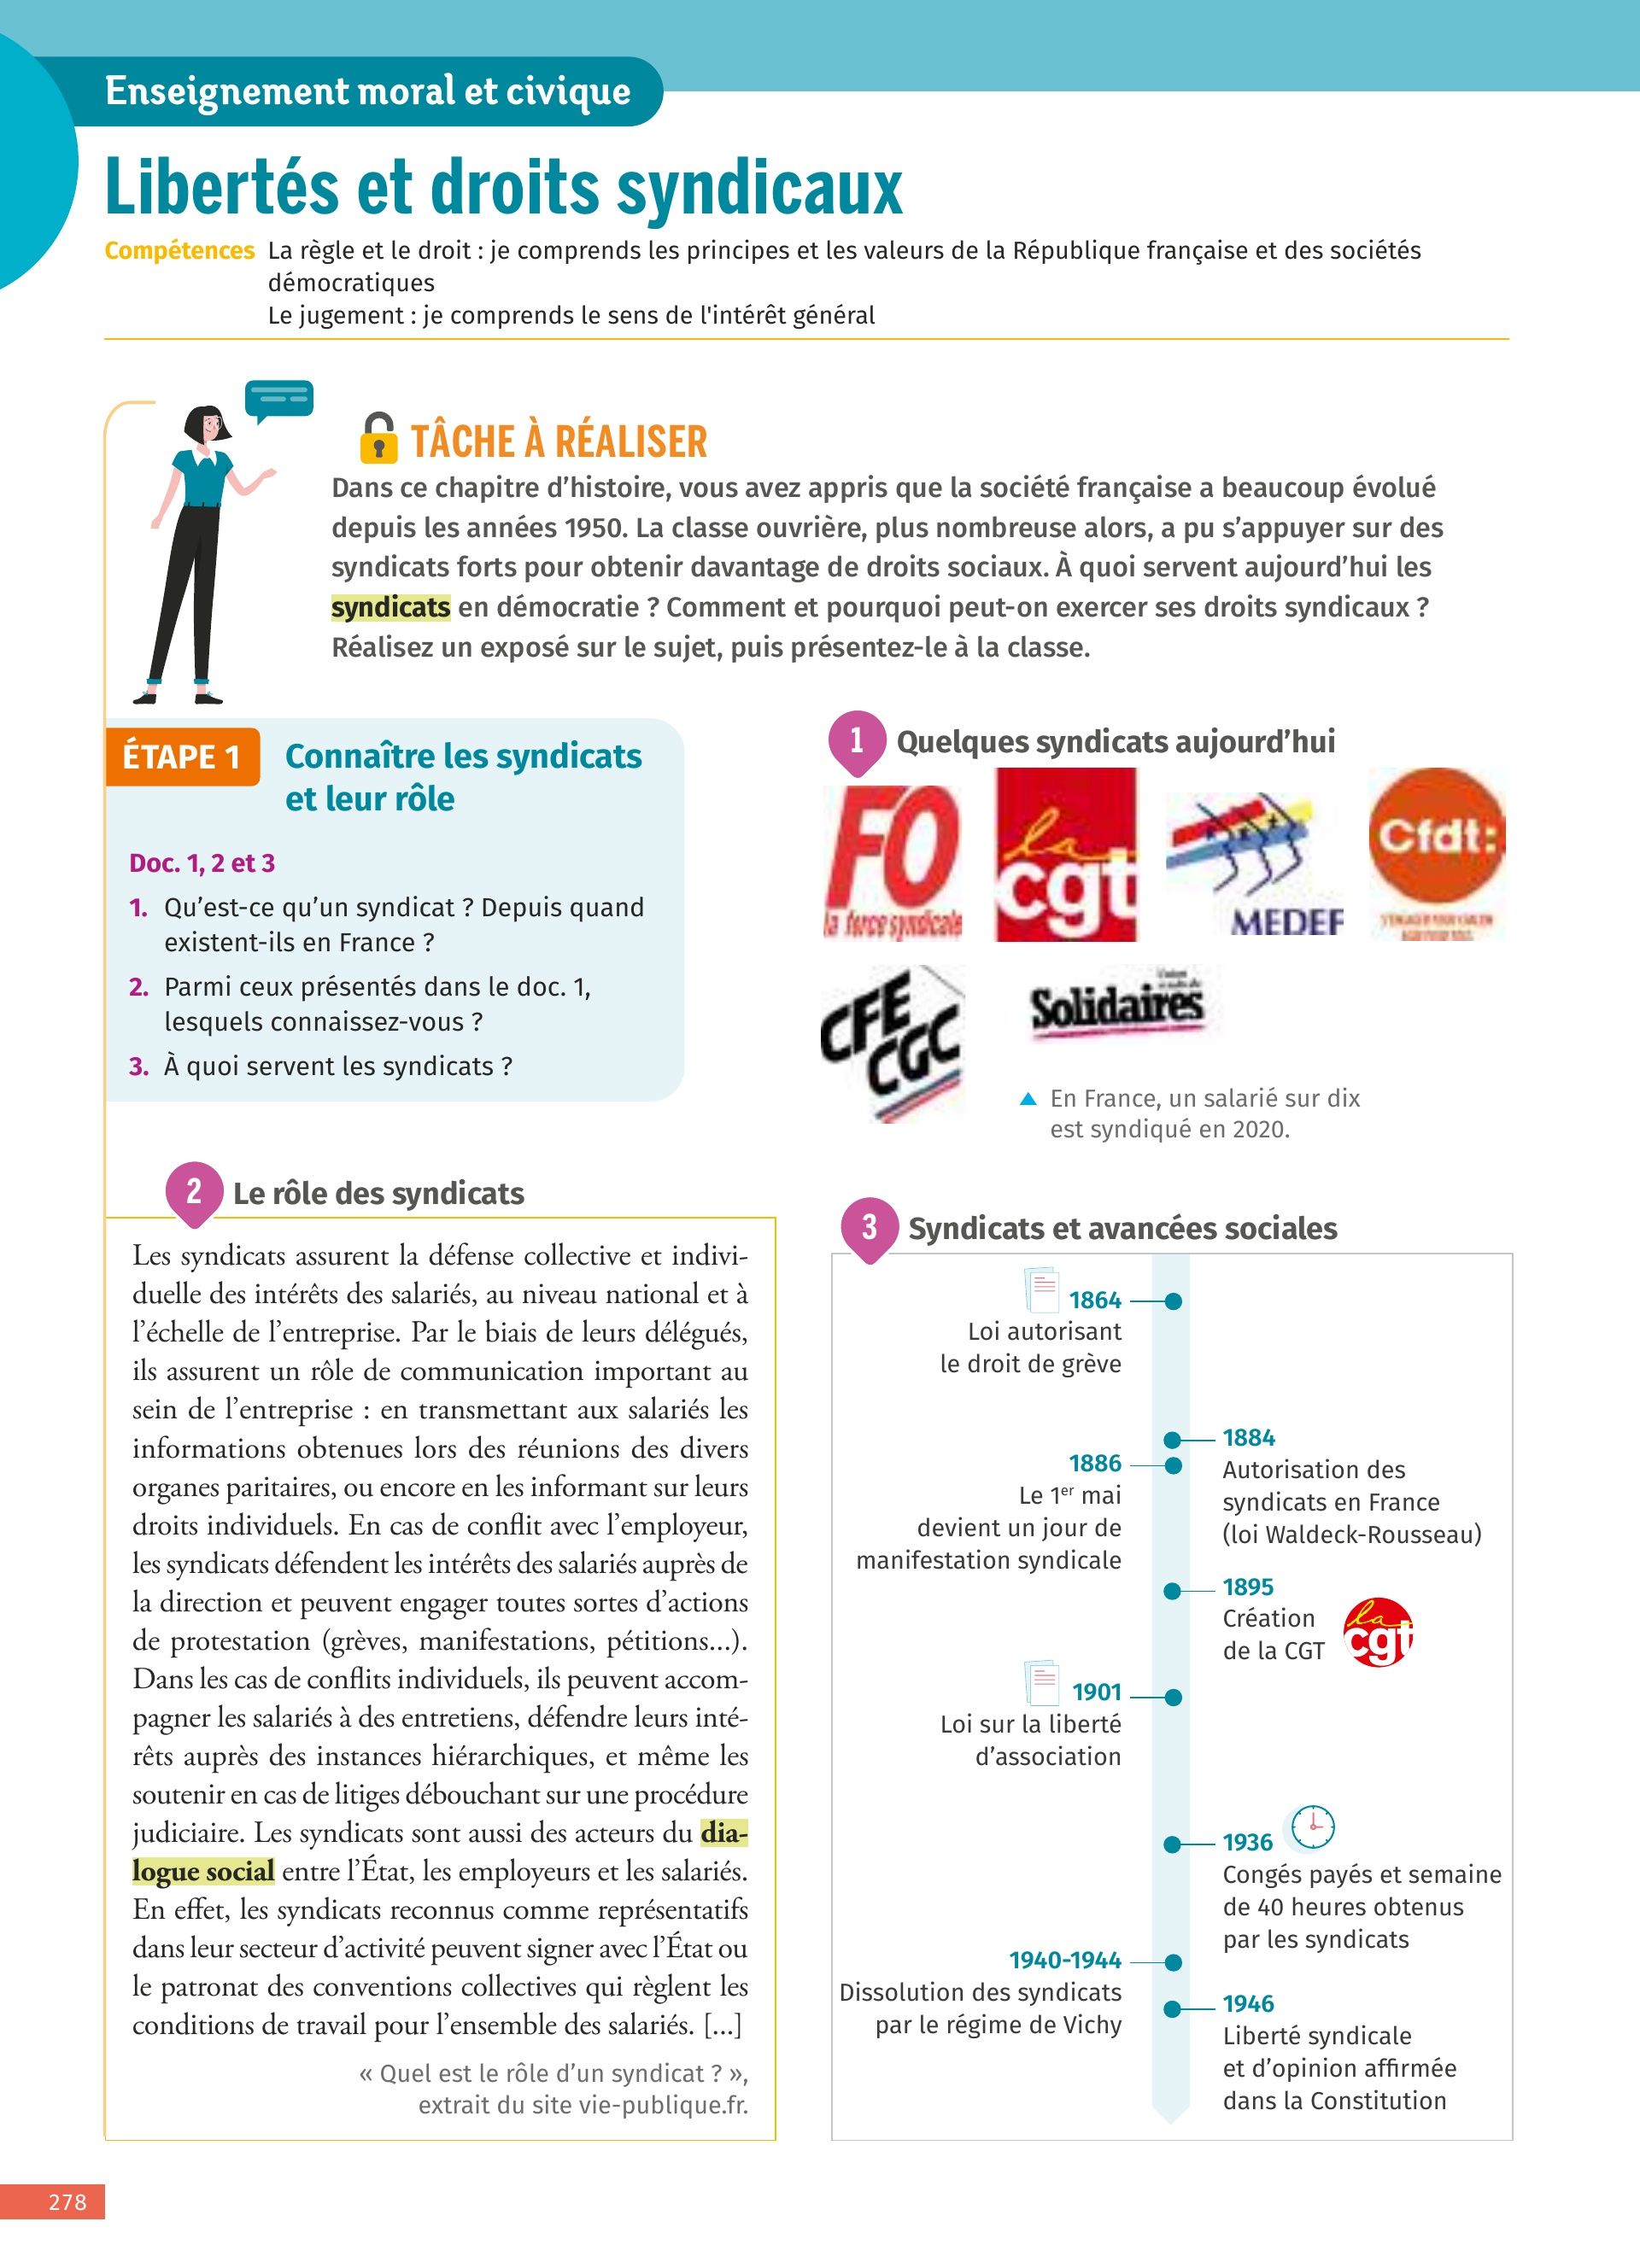 Enseignement moral et civique
Libertés et droits syndicaux
Compétences La règle et le droit : je comprends les principes et les valeurs de la République française et des sociétés
démocratiques
Le jugement : je comprends le sens de l'intérêt général
TÂCHE À RÉALISER
Dans ce chapitre d’histoire, vous avez appris que la société française a beaucoup évolué
depuis les années 1950. La classe ouvrière, plus nombreuse alors, a pu s’appuyer sur des
syndicats forts pour obtenir davantage de droits sociaux. À quoi servent aujourd’hui les
syndicats en démocratie ? Comment et pourquoi peut-on exercer ses droits syndicaux ?
Réalisez un exposé sur le sujet, puis présentez-le à la classe.
ÉTAPE 1
Connaître les syndicats
et leur rôle
Doc. 1, 2 et 3
1. Qu’est-ce qu’un syndicat ? Depuis quand
existent-ils en France ?
2. Parmi ceux présentés dans le doc. 1,
lesquels connaissez-vous ?
3. À quoi servent les syndicats ?
1 Quelques syndicats aujourd’hui
FO
la force syndicale
la
cgt
MEDEF
Cfdt:
CFE
CGC
Solidaires
En France, un salarié sur dix
est syndiqué en 2020.
2 Le rôle des syndicats
Les syndicats assurent la défense collective et indivi-
duelle des intérêts des salariés, au niveau national et à
l’échelle de l’entreprise. Par le biais de leurs délégués,
ils assurent un rôle de communication important au
sein de l’entreprise : en transmettant aux salariés les
informations obtenues lors des réunions des divers
organes paritaires, ou encore en les informant sur leurs
droits individuels. En cas de conflit avec l’employeur,
les syndicats défendent les intérêts des salariés auprès de
la direction et peuvent engager toutes sortes d’actions
de protestation (grèves, manifestations, pétitions…).
Dans les cas de conflits individuels, ils peuvent accom-
pagner les salariés à des entretiens, défendre leurs inté-
rêts auprès des instances hiérarchiques, et même les
soutenir en cas de litiges débouchant sur une procédure
judiciaire. Les syndicats sont aussi des acteurs du dia-
logue social entre l’État, les employeurs et les salariés.
En effet, les syndicats reconnus comme représentatifs
dans leur secteur d’activité peuvent signer avec l’État ou
le patronat des conventions collectives qui règlent les
conditions de travail pour l’ensemble des salariés. […]
« Quel est le rôle d’un syndicat ? »,
extrait du site vie-publique.fr.
3 Syndicats et avancées sociales
1864
Loi autorisant
le droit de grève
1884
Autorisation des
syndicats en France
(loi Waldeck-Rousseau)
1886
Le 1er mai
devient un jour de
manifestation syndicale
1895
Création
de la CGT
la
cgt
1901
Loi sur la liberté
d’association
1936
Congés payés et semaine
de 40 heures obtenus
par les syndicats
1940-1944
Dissolution des syndicats
par le régime de Vichy
1946
Liberté syndicale
et d’opinion affirmée
dans la Constitution
278